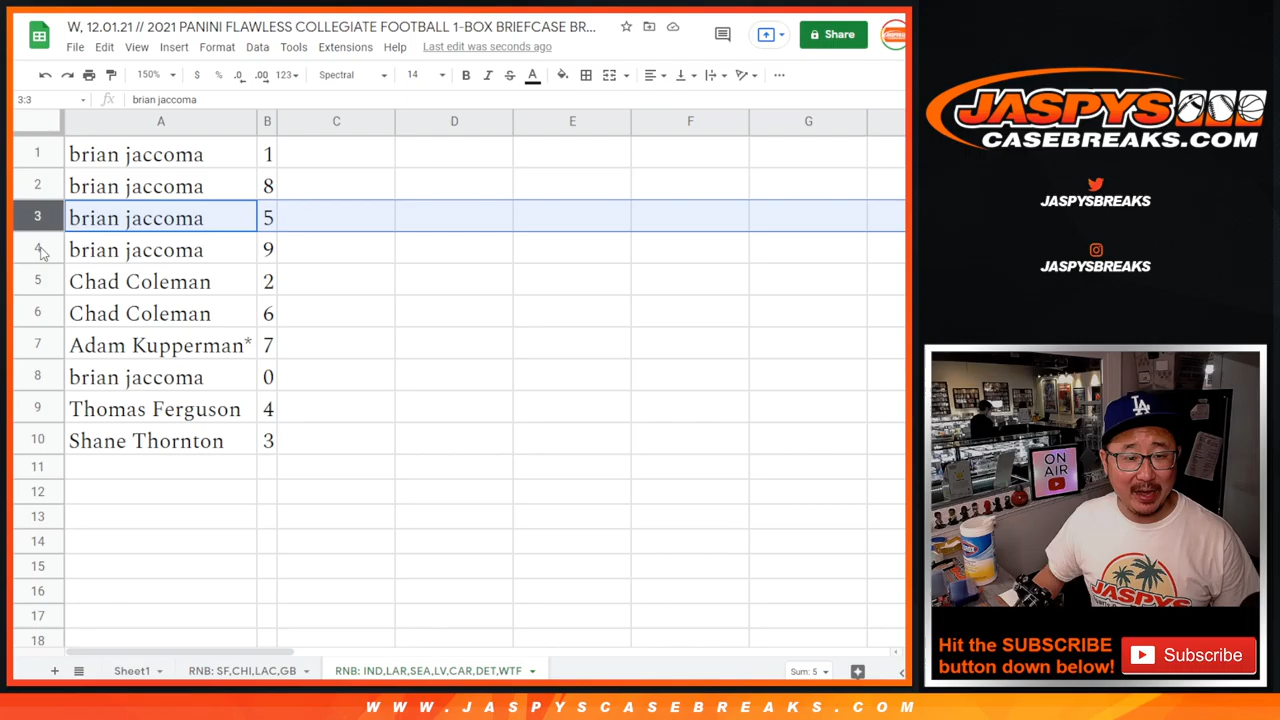 W, 12.01.21 // 2021 PANINI FLAWLESS COLLEGIATE FOOTBALL 1-BOX BRIEFCASE BR...
Share
File Edit View Insert Format Data Tools Extensions Help Last edit was seconds ago
150% $ % .0 .00 123 Spectral 14 B I S A
3:3 fx brian jaccoma
A B C D E F G
1 brian jaccoma 1
2 brian jaccoma 8
3 brian jaccoma 5
4 brian jaccoma 9
5 Chad Coleman 2
6 Chad Coleman 6
7 Adam Kupperman* 7
8 brian jaccoma 0
9 Thomas Ferguson 4
10 Shane Thornton 3
11
12
13
14
15
16
17
18
Sheet1 RNB: SF,CHI,LAC,GB RNB: IND,LAR,SEA,LV,CAR,DET,WTF Sum: 5
JASPYS
CASEBREAKS.COM
JASPYSBREAKS
JASPYSBREAKS
LA
ON
AIR
JASPYS
Hit the SUBSCRIBE
button down below!
Subscribe
WWW.JASPYSCASEBREAKS.COM